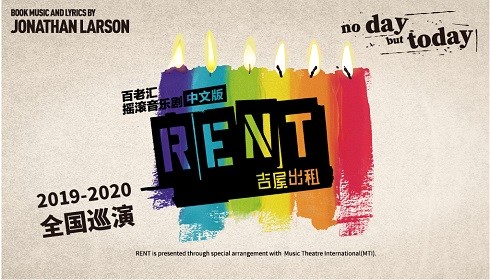 BOOK MUSIC AND LYRICS BY
JONATHAN LARSON
no day
but today
百老汇
摇滚音乐剧 中文版
RENT
吉屋出租
2019-2020
全国巡演
RENT is presented through special arrangement with Music Theatre International(MTI).